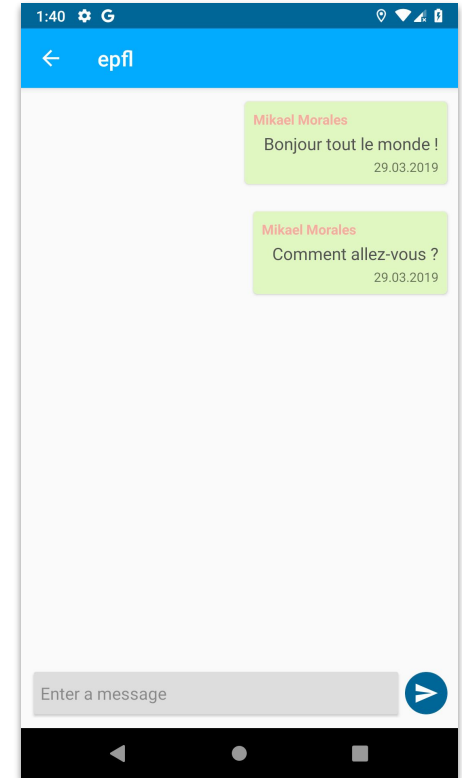 1:40 G
epfl
Mikael Morales
Bonjour tout le monde !
29.03.2019
Mikael Morales
Comment allez-vous ?
29.03.2019
Enter a message